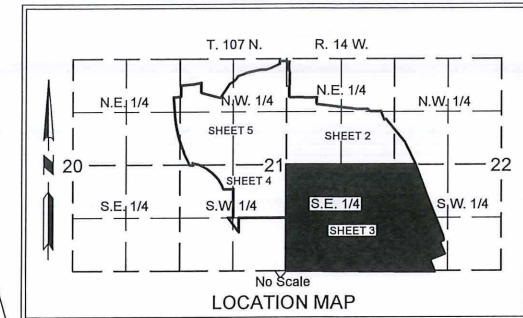 T. 107 N. R. 14 W.
N.E. 1/4 N.W. 1/4 N.E. 1/4 N.W. 1/4
SHEET 5 SHEET 2
N 20 21 22
SHEET 4
S.E. 1/4 S.W. 1/4 S.E. 1/4 S.W. 1/4
SHEET 3
No Scale
LOCATION MAP